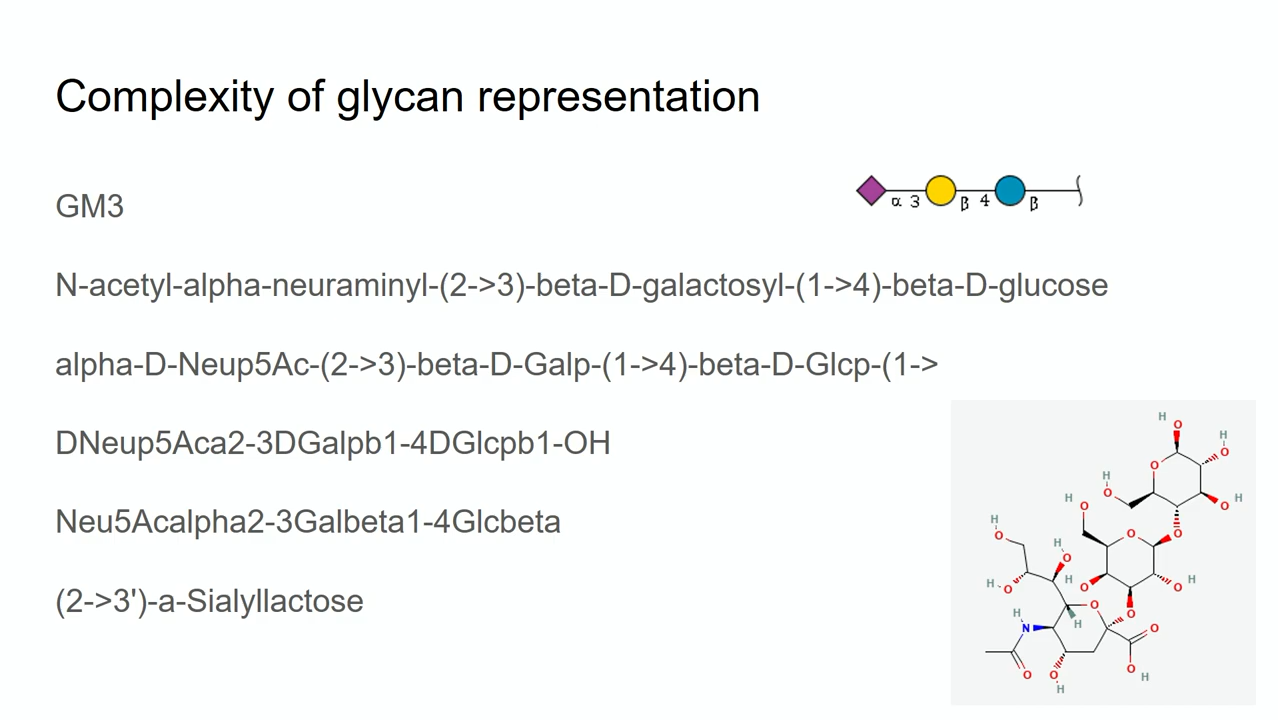 Complexity of glycan representation
GM3
α 3 β 4 β
N-acetyl-alpha-neuraminyl-(2->3)-beta-D-galactosyl-(1->4)-beta-D-glucose
alpha-D-Neup5Ac-(2->3)-beta-D-Galp-(1->4)-beta-D-Glcp-(1->
DNeup5Aca2-3DGalpb1-4DGlcpb1-OH
Neu5Acalpha2-3Galbeta1-4Glcbeta
(2->3')-a-Sialyllactose
H
O H
O O
H
O H
O O
H
H O
H O
O O
H O
H O H O O H
H O O
H H
N O
O O
O H
H